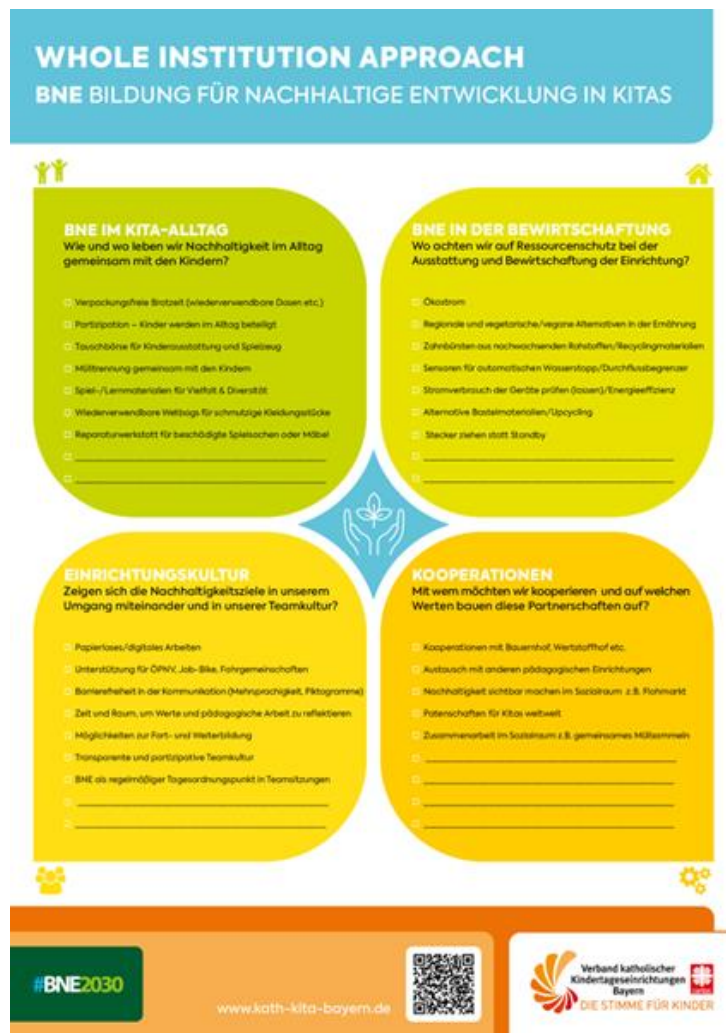 WHOLE INSTITUTION APPROACH
BNE BILDUNG FÜR NACHHALTIGE ENTWICKLUNG IN KITAS
BNE IM KITA-ALLTAG
Wie und wo leben wir Nachhaltigkeit im Alltag
gemeinsam mit den Kindern?
Verpackungsfreie Brotzeit (wiederverwendbare Dosen etc.)
Partizipation – Kinder werden im Alltag beteiligt
Tauschbörse für Kinderausstattung und Spielzeug
Mülltrennung gemeinsam mit den Kindern
Spiel-/Lernmaterialien für Vielfalt & Diversität
Wiederverwendbare Wetbags für schmutzige Kleidungsstücke
Reparaturwerkstatt für beschädigte Spielsachen oder Möbel
BNE IN DER BEWIRTSCHAFTUNG
Wo achten wir auf Ressourcenschutz bei der
Ausstattung und Bewirtschaftung der Einrichtung?
Ökostrom
Regionale und vegetarische/vegane Alternativen in der Ernährung
Zahnbürsten aus nachwachsenden Rohstoffen/Recyclingmaterialien
Sensoren für automatischen Wasserstopp/Durchflussbegrenzer
Stromverbrauch der Geräte prüfen (lassen)/Energieeffizienz
Alternative Bastelmaterialien/Upcycling
Stecker ziehen statt Standby
EINRICHTUNGSKULTUR
Zeigen sich die Nachhaltigkeitsziele in unserem
Umgang miteinander und in unserer Teamkultur?
Papierloses/digitales Arbeiten
Unterstützung für ÖPNV, Job-Bike, Fahrgemeinschaften
Barrierefreiheit in der Kommunikation (Mehrsprachigkeit, Piktogramme)
Zeit und Raum, um Werte und pädagogische Arbeit zu reflektieren
Möglichkeiten zur Fort- und Weiterbildung
Transparente und partizipative Teamkultur
BNE als regelmäßiger Tagesordnungspunkt in Teamsitzungen
KOOPERATIONEN
Mit wem möchten wir kooperieren und auf welchen
Werten bauen diese Partnerschaften auf?
Kooperationen mit Bauernhof, Wertstoffhof etc.
Austausch mit anderen pädagogischen Einrichtungen
Nachhaltigkeit sichtbar machen im Sozialraum z.B. Flohmarkt
Patenschaften für Kitas weltweit
Zusammenarbeit im Sozialraum z.B. gemeinsames Müllsammeln
#BNE2030
www.kath-kita-bayern.de
Verband katholischer
Kindertageseinrichtungen
Bayern
DIE STIMME FÜR KINDER